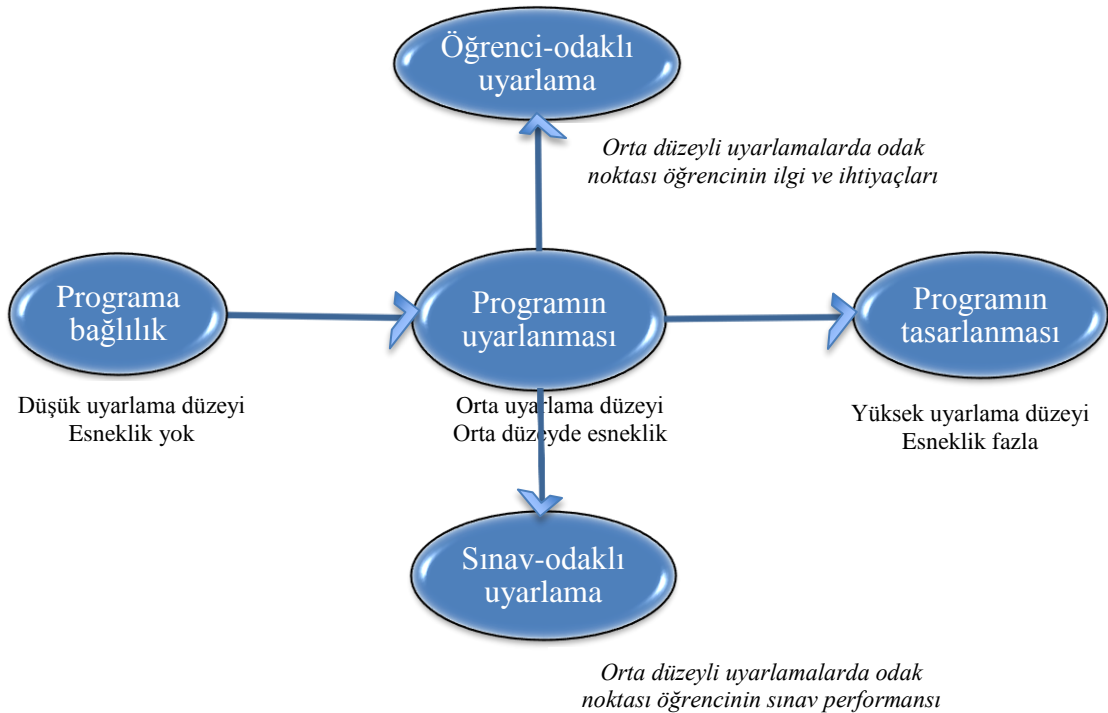 Öğrenci-odaklı
uyarlama
Orta düzeyli uyarlamalarda odak
noktası öğrencinin ilgi ve ihtiyaçları
Programa
bağlılık
Programın
uyarlanması
Programın
tasarlanması
Düşük uyarlama düzeyi
Esneklik yok
Orta uyarlama düzeyi
Orta düzeyde esneklik
Yüksek uyarlama düzeyi
Esneklik fazla
Sınav-odaklı
uyarlama
Orta düzeyli uyarlamalarda odak
noktası öğrencinin sınav performansı